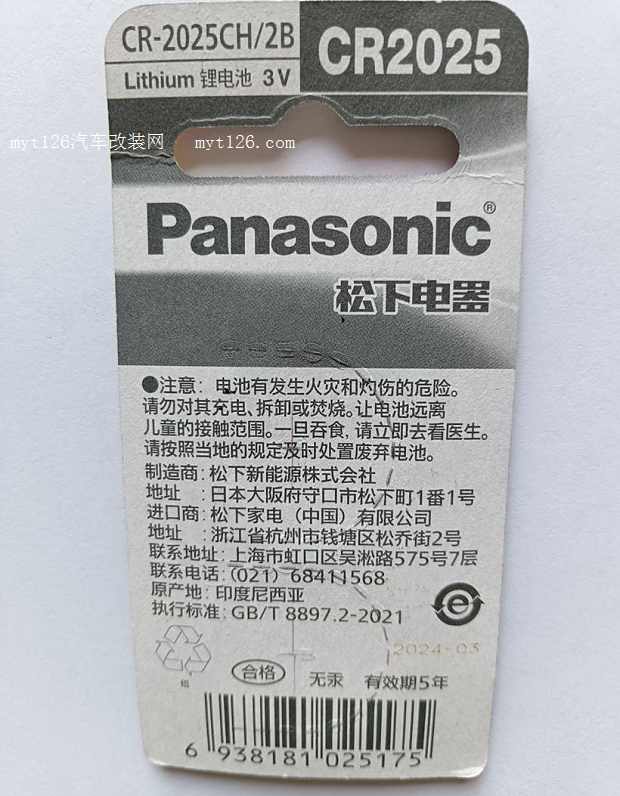 CR-2025CH/2B
CR2025
Lithium 锂电池 3V
myt126汽车改装网 myt126.com
Panasonic®
松下电器
●注意: 电池有发生火灾和灼伤的危险。
请勿对其充电、拆卸或焚烧。让电池远离
儿童的接触范围。一旦吞食, 请立即去看医生。
请按照当地的规定及时处置废弃电池。
制造商: 松下新能源株式会社
地址 : 日本大阪府守口市松下町1番1号
进口商: 松下家电（中国）有限公司
地址 : 浙江省杭州市钱塘区松乔街2号
联系地址: 上海市虹口区吴淞路575号7层
联系电话: (021) 68411568
原产地: 印度尼西亚
执行标准: GB/T 8897.2-2021
2024-03
合格 无汞 有效期5年
6 938181 025175